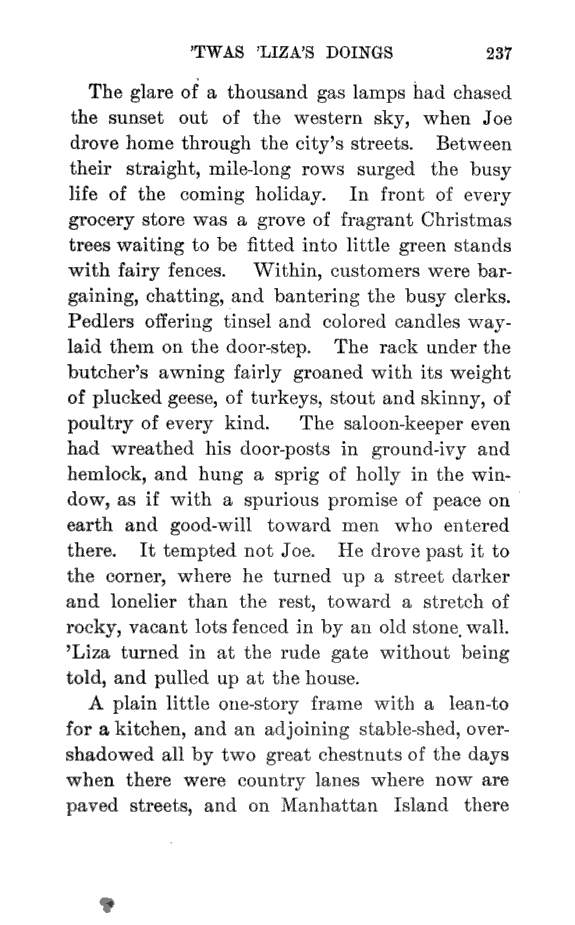 ’TWAS ’LIZA’S DOINGS 237
The glare of a thousand gas lamps had chased
the sunset out of the western sky, when Joe
drove home through the city’s streets. Between
their straight, mile-long rows surged the busy
life of the coming holiday. In front of every
grocery store was a grove of fragrant Christmas
trees waiting to be fitted into little green stands
with fairy fences. Within, customers were bar-
gaining, chatting, and bantering the busy clerks.
Pedlers offering tinsel and colored candles way-
laid them on the door-step. The rack under the
butcher’s awning fairly groaned with its weight
of plucked geese, of turkeys, stout and skinny, of
poultry of every kind. The saloon-keeper even
had wreathed his door-posts in ground-ivy and
hemlock, and hung a sprig of holly in the win-
dow, as if with a spurious promise of peace on
earth and good-will toward men who entered
there. It tempted not Joe. He drove past it to
the corner, where he turned up a street darker
and lonelier than the rest, toward a stretch of
rocky, vacant lots fenced in by an old stone wall.
’Liza turned in at the rude gate without being
told, and pulled up at the house.
A plain little one-story frame with a lean-to
for a kitchen, and an adjoining stable-shed, over-
shadowed all by two great chestnuts of the days
when there were country lanes where now are
paved streets, and on Manhattan Island there